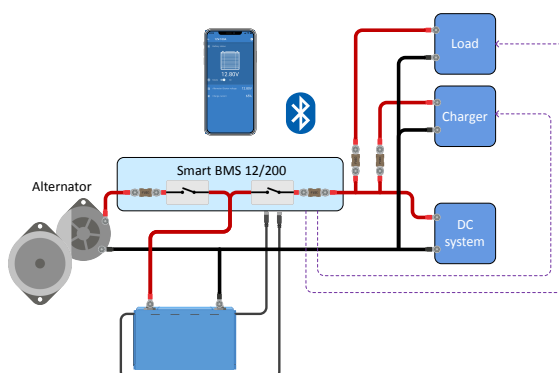 12.80V
Load
Charger
Smart BMS 12/200
Alternator
DC
system